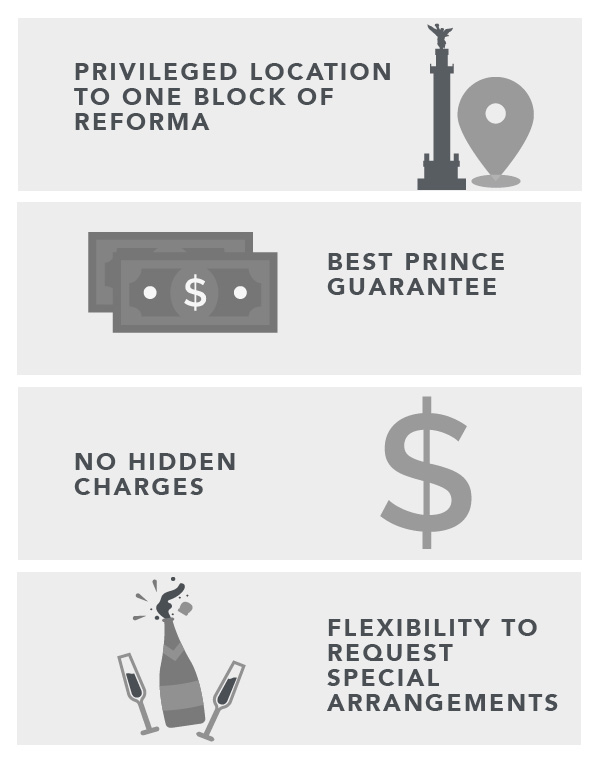 PRIVILEGED LOCATION
TO ONE BLOCK OF
REFORMA
$
BEST PRINCE
GUARANTEE
NO HIDDEN
CHARGES
$
FLEXIBILITY TO
REQUEST
SPECIAL
ARRANGEMENTS